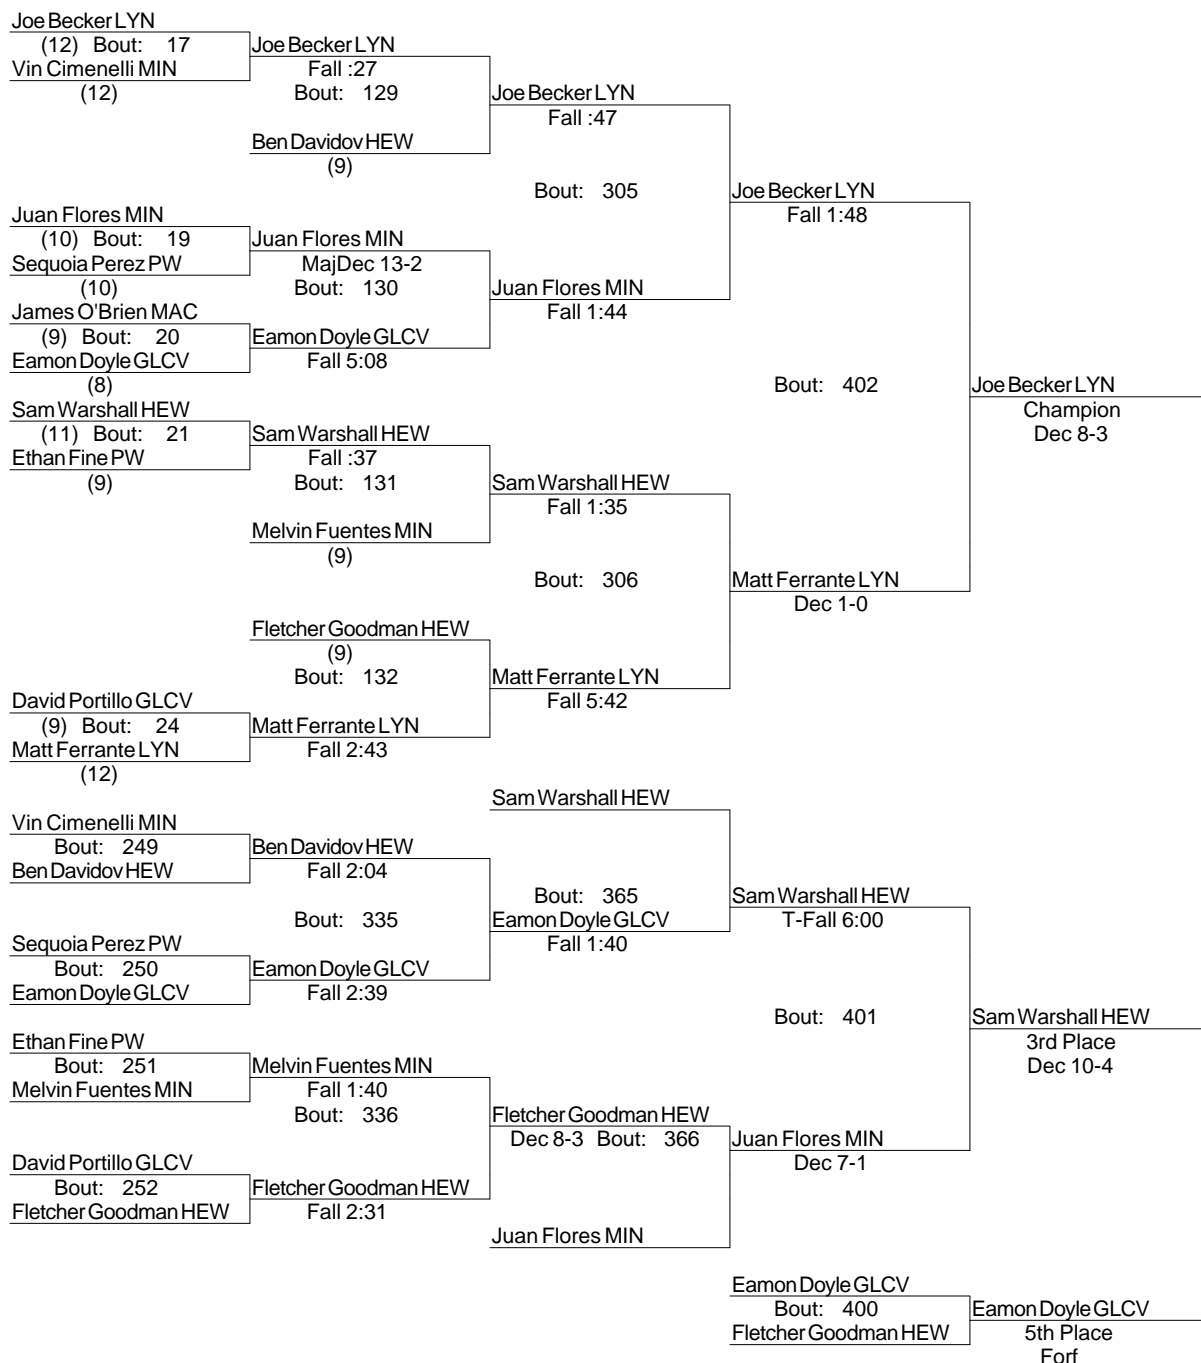 Joe Becker LYN
(12) Bout: 17
Joe Becker LYN
Vin Cimenelli MIN
Fall :27
(12)
Bout: 129
Joe Becker LYN
Fall :47
Ben Davidov HEW
(9)
Bout: 305
Joe Becker LYN
Juan Flores MIN
Fall 1:48
(10) Bout: 19
Juan Flores MIN
Sequoia Perez PW
MajDec 13-2
(10)
Bout: 130
Juan Flores MIN
James O'Brien MAC
Fall 1:44
(9) Bout: 20
Eamon Doyle GLCV
Eamon Doyle GLCV
Fall 5:08
(8)
Bout: 402
Joe Becker LYN
Sam Warshall HEW
Champion
(11) Bout: 21
Sam Warshall HEW
Dec 8-3
Ethan Fine PW
Fall :37
(9)
Bout: 131
Sam Warshall HEW
Fall 1:35
Melvin Fuentes MIN
(9)
Bout: 306
Matt Ferrante LYN
Dec 1-0
Fletcher Goodman HEW
(9)
Bout: 132
Matt Ferrante LYN
David Portillo GLCV
Fall 5:42
(9) Bout: 24
Matt Ferrante LYN
Matt Ferrante LYN
Fall 2:43
(12)
Sam Warshall HEW
Vin Cimenelli MIN
Bout: 249
Ben Davidov HEW
Ben Davidov HEW
Fall 2:04
Bout: 365
Sam Warshall HEW
Bout: 335
Eamon Doyle GLCV
T-Fall 6:00
Sequoia Perez PW
Fall 1:40
Bout: 250
Eamon Doyle GLCV
Eamon Doyle GLCV
Fall 2:39
Bout: 401
Sam Warshall HEW
Ethan Fine PW
3rd Place
Bout: 251
Melvin Fuentes MIN
Dec 10-4
Melvin Fuentes MIN
Fall 1:40
Bout: 336
Fletcher Goodman HEW
Dec 8-3 Bout: 366
Juan Flores MIN
David Portillo GLCV
Dec 7-1
Bout: 252
Fletcher Goodman HEW
Fletcher Goodman HEW
Fall 2:31
Juan Flores MIN
Eamon Doyle GLCV
Bout: 400
Eamon Doyle GLCV
Fletcher Goodman HEW
5th Place
Forf